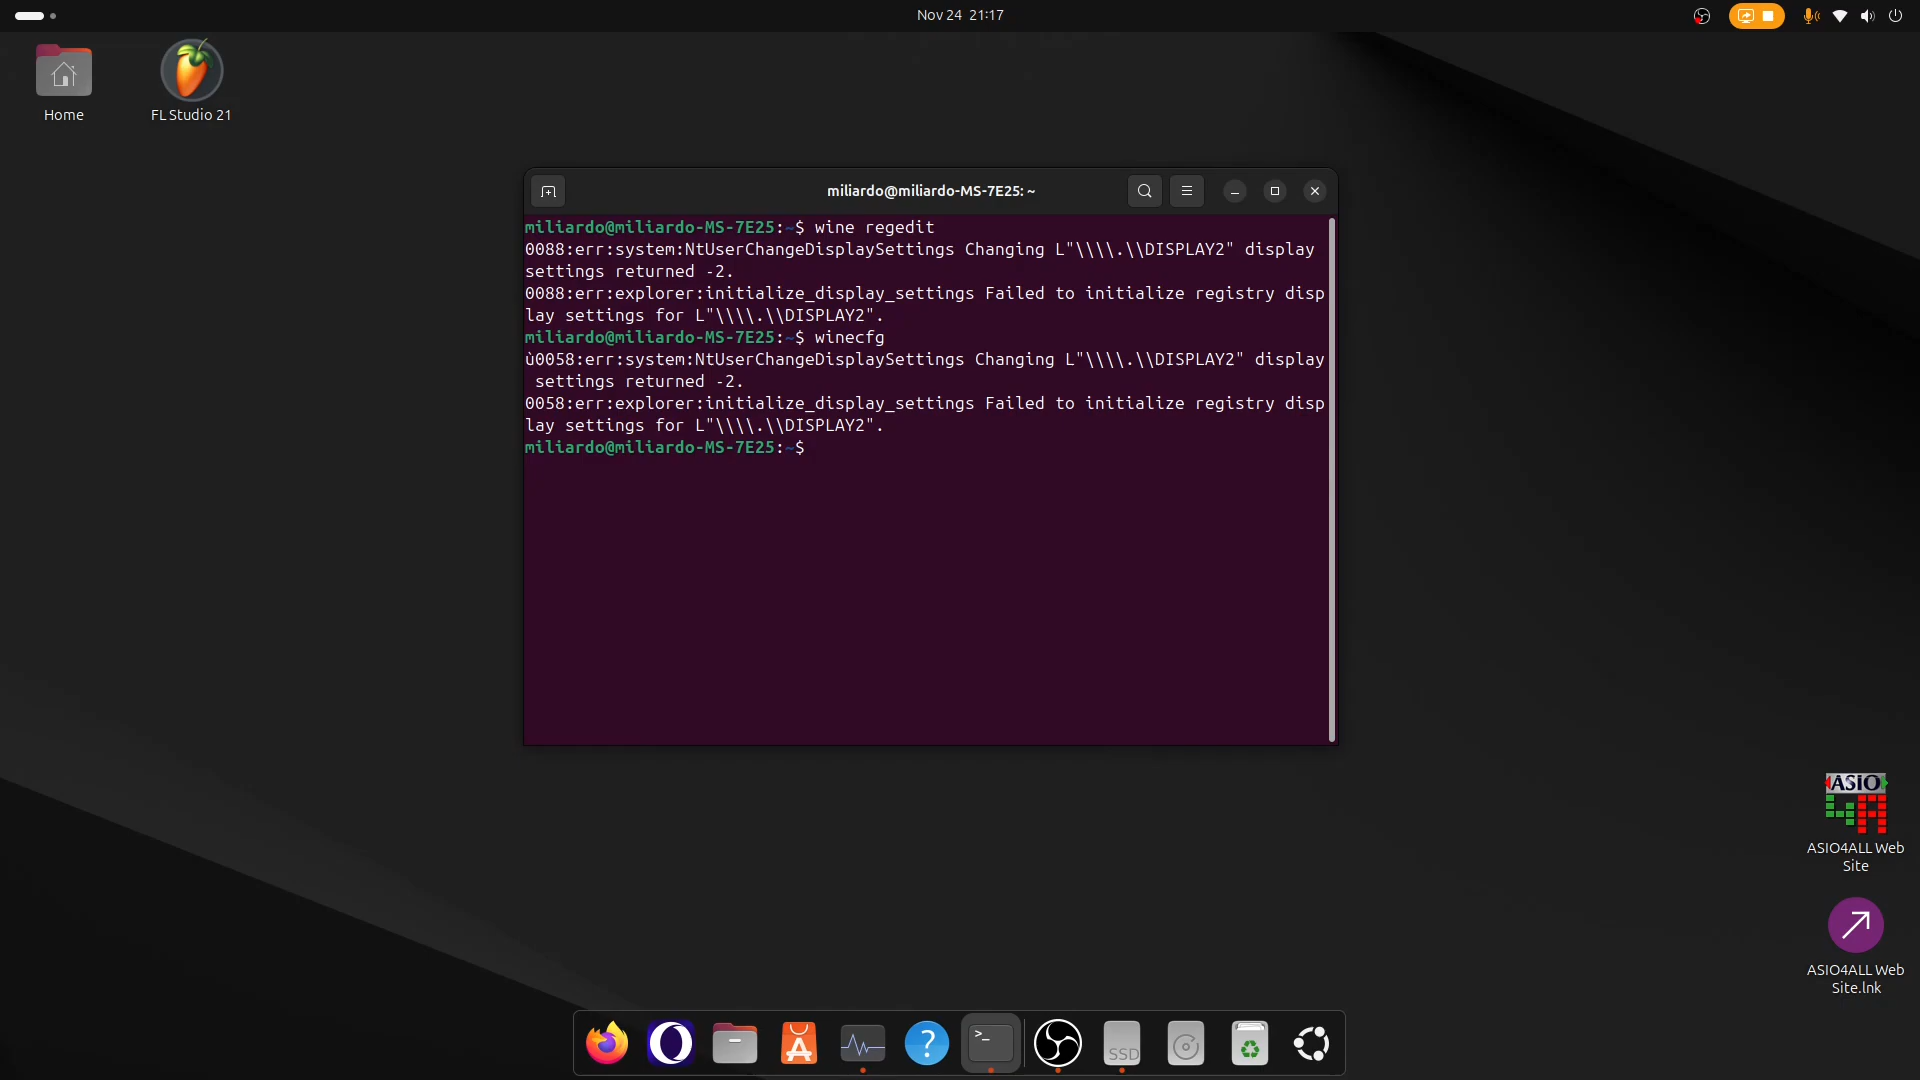 Nov 24 21:17
Home
FL Studio 21
miliardo@miliardo-MS-7E25: ~
miliardo@miliardo-MS-7E25:~$ wine regedit
0088:err:system:NtUserChangeDisplaySettings Changing L"\\\\.\\DISPLAY2" display
settings returned -2.
0088:err:explorer:initialize_display_settings Failed to initialize registry disp
lay settings for L"\\\\.\\DISPLAY2".
miliardo@miliardo-MS-7E25:~$ winecfg
ù0058:err:system:NtUserChangeDisplaySettings Changing L"\\\\.\\DISPLAY2" display
 settings returned -2.
0058:err:explorer:initialize_display_settings Failed to initialize registry disp
lay settings for L"\\\\.\\DISPLAY2".
miliardo@miliardo-MS-7E25:~$
ASIO
4A
ASIO4ALL Web
Site
ASIO4ALL Web
Site.lnk
>_
SSD